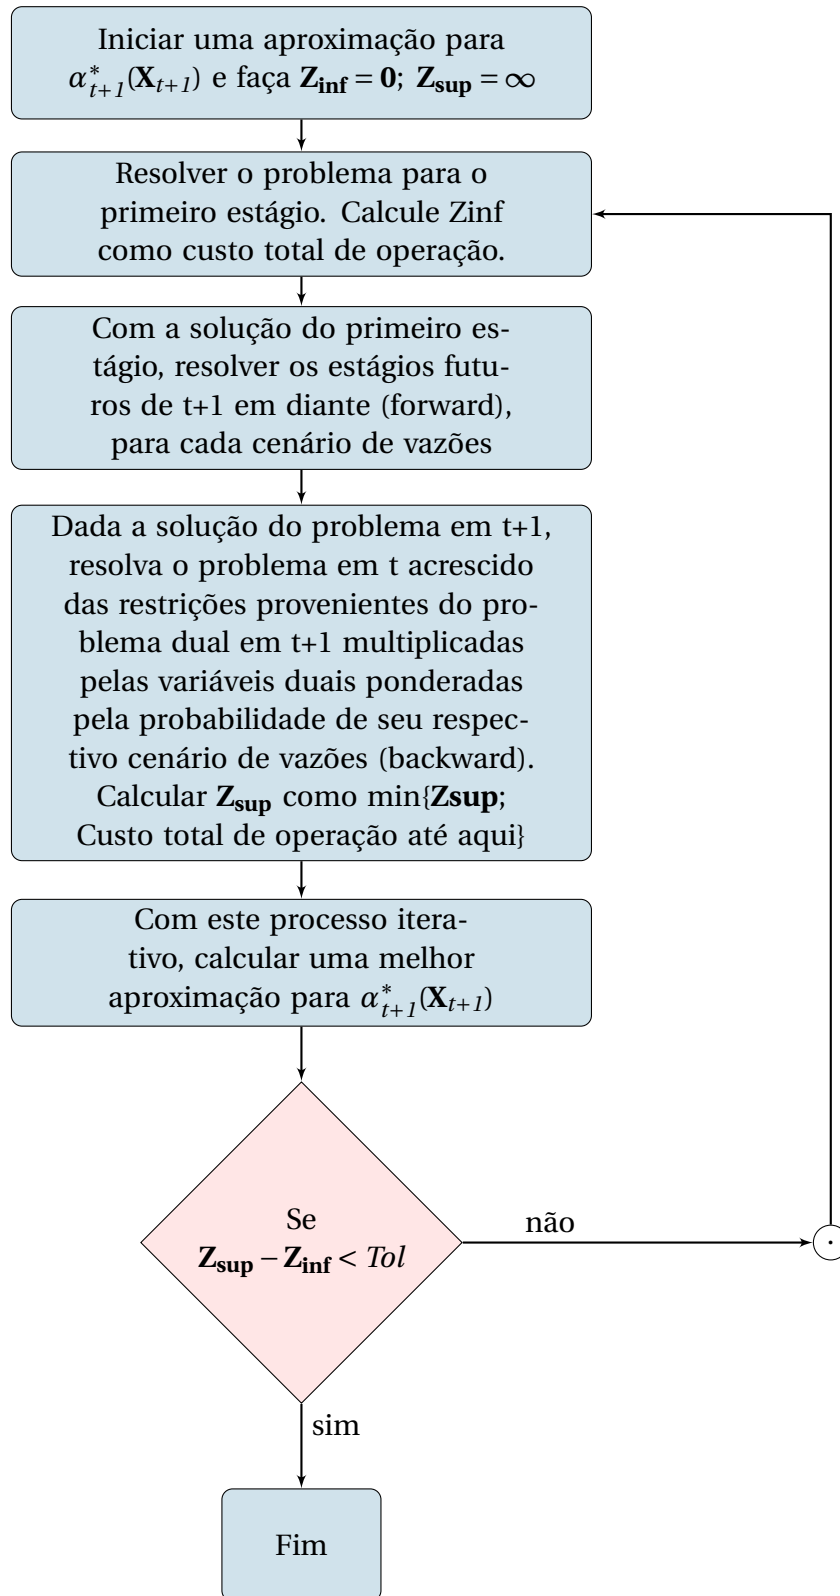 Iniciar uma aproximação para
α*ₜ₊₁(Xₜ₊₁) e faça Z_inf = 0; Z_sup = ∞
Resolver o problema para o
primeiro estágio. Calcule Zinf
como custo total de operação.
Com a solução do primeiro es-
tágio, resolver os estágios futu-
ros de t+1 em diante (forward),
para cada cenário de vazões
Dada a solução do problema em t+1,
resolva o problema em t acrescido
das restrições provenientes do pro-
blema dual em t+1 multiplicadas
pelas variáveis duais ponderadas
pela probabilidade de seu respec-
tivo cenário de vazões (backward).
Calcular Z_sup como min{Zsup;
Custo total de operação até aqui}
Com este processo itera-
tivo, calcular uma melhor
aproximação para α*ₜ₊₁(Xₜ₊₁)
Se
Z_sup − Z_inf < Tol
não
sim
Fim